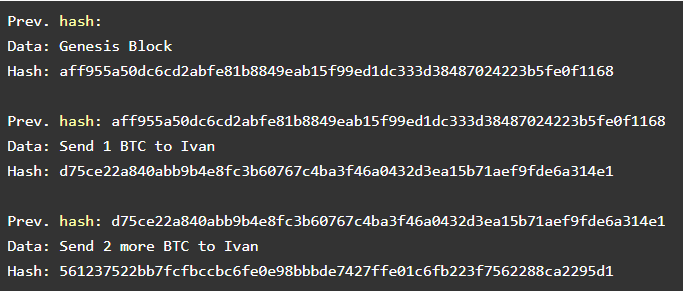 Prev. hash:
Data: Genesis Block
Hash: aff955a50dc6cd2abfe81b8849eab15f99ed1dc333d38487024223b5fe0f1168
Prev. hash: aff955a50dc6cd2abfe81b8849eab15f99ed1dc333d38487024223b5fe0f1168
Data: Send 1 BTC to Ivan
Hash: d75ce22a840abb9b4e8fc3b60767c4ba3f46a0432d3ea15b71aef9fde6a314e1
Prev. hash: d75ce22a840abb9b4e8fc3b60767c4ba3f46a0432d3ea15b71aef9fde6a314e1
Data: Send 2 more BTC to Ivan
Hash: 561237522bb7fcfbccbc6fe0e98bbbde7427ffe01c6fb223f7562288ca2295d1